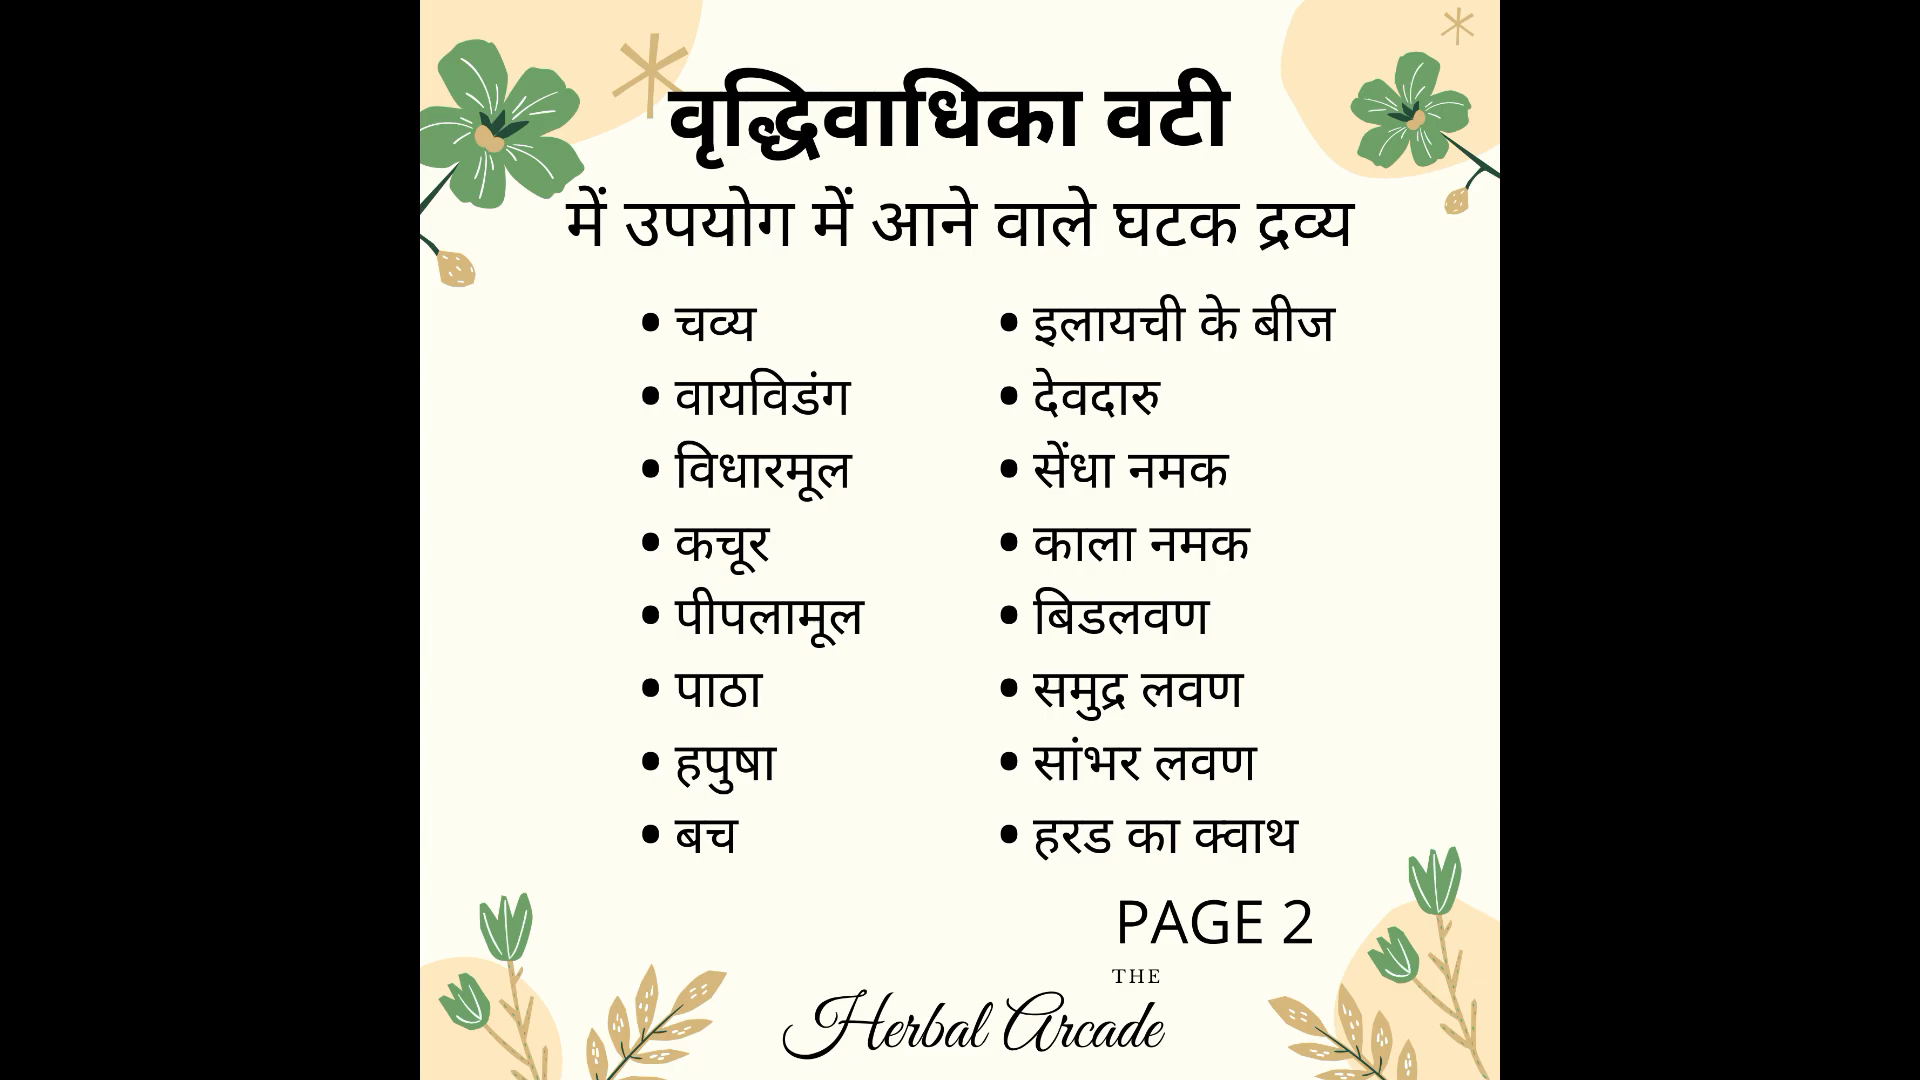 वृद्धिवाधिका वटी
में उपयोग में आने वाले घटक द्रव्य
• चव्य
• वायविडंग
• विधारमूल
• कचूर
• पीपलामूल
• पाठा
• हपुषा
• बच
• इलायची के बीज
• देवदारु
• सेंधा नमक
• काला नमक
• बिडलवण
• समुद्र लवण
• सांभर लवण
• हरड का क्वाथ
PAGE 2
THE
Herbal Arcade